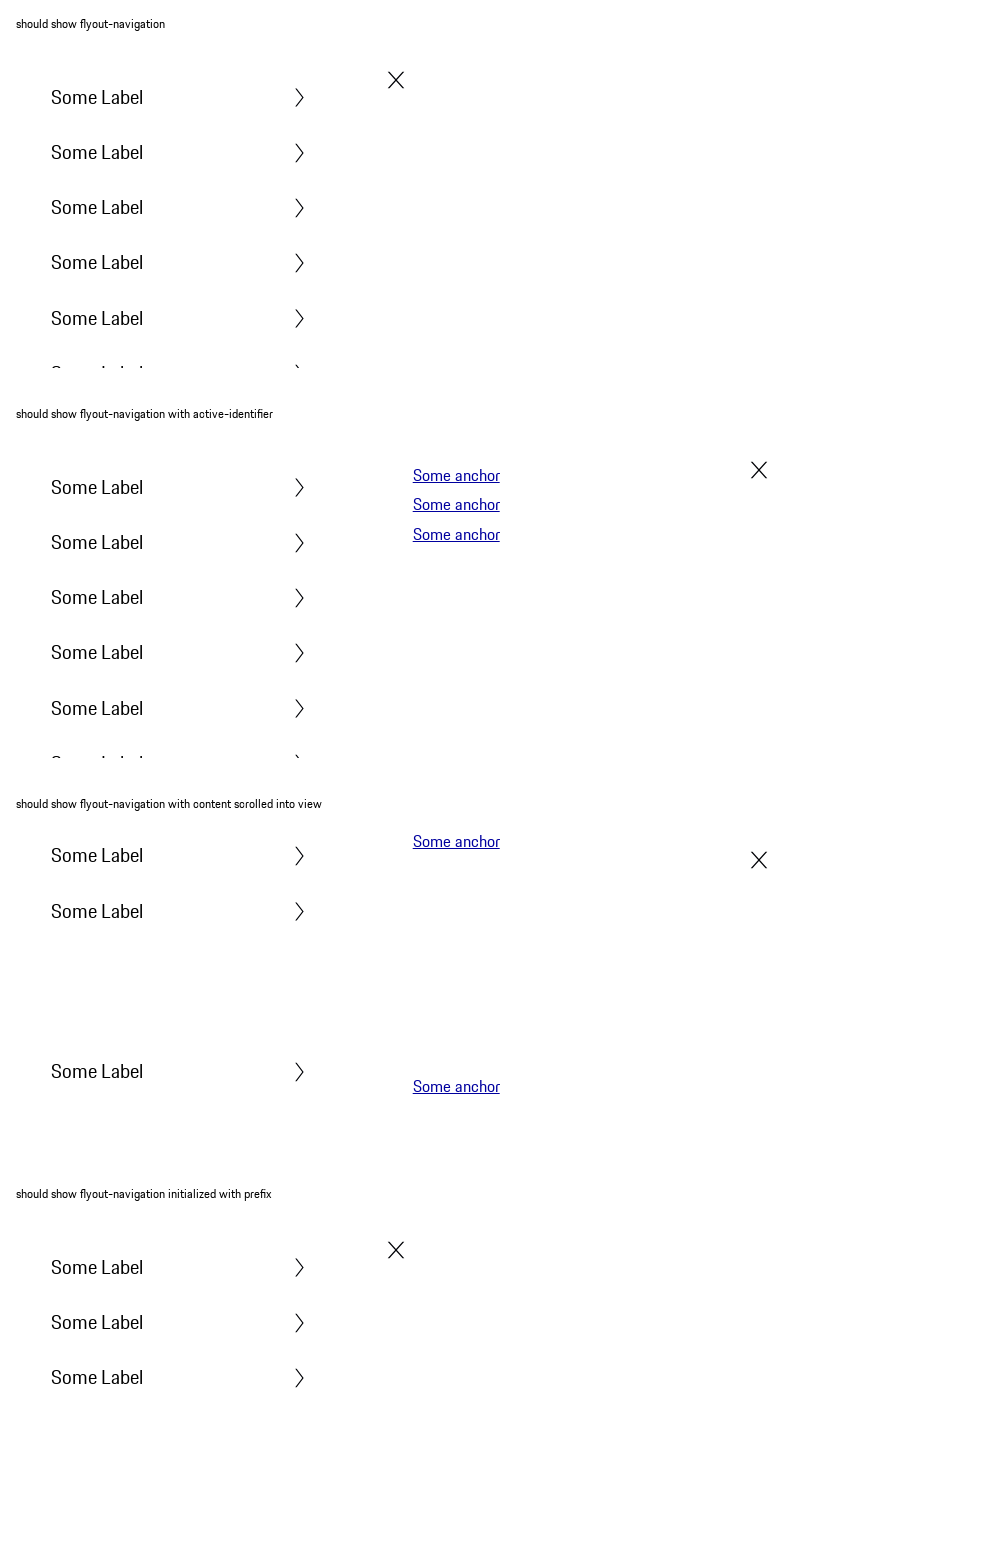 should show flyout-navigation
Some Label
Some Label
Some Label
Some Label
Some Label
should show flyout-navigation with active-identifier
Some Label
Some anchor
Some anchor
Some anchor
Some Label
Some Label
Some Label
Some Label
should show flyout-navigation with content scrolled into view
Some Label
Some anchor
Some Label
Some Label
Some anchor
should show flyout-navigation initialized with prefix
Some Label
Some Label
Some Label